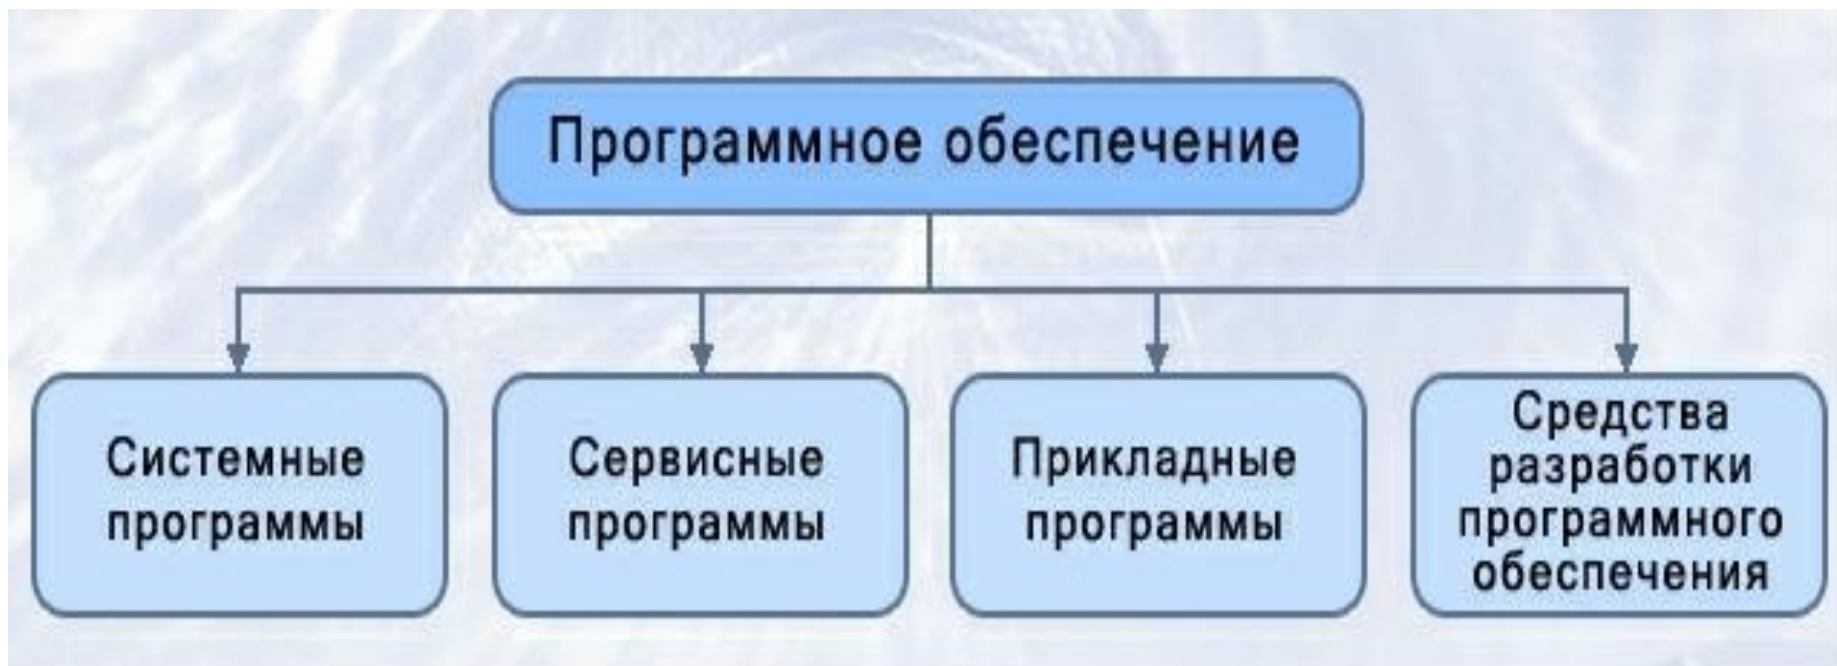 Программное обеспечение
Системные
программы
Сервисные
программы
Прикладные
программы
Средства
разработки
программного
обеспечения